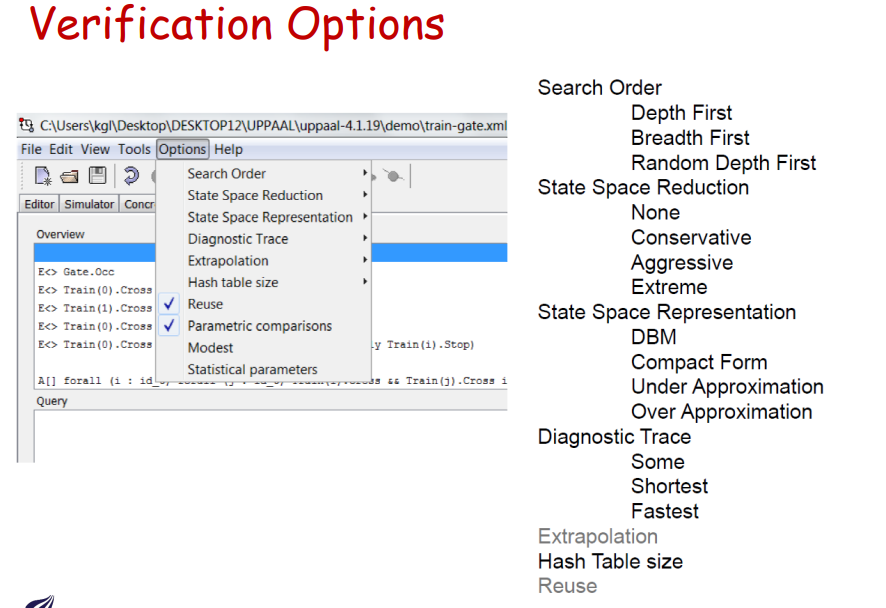 Verification Options
C:\Users\kgl\Desktop\DESKTOP12\UPPAAL\uppaal-4.1.19\demo\train-gate.xml
File Edit View Tools Options Help
Search Order
State Space Reduction
State Space Representation
Diagnostic Trace
Extrapolation
Hash table size
Reuse
Parametric comparisons
Modest
Statistical parameters
Editor Simulator Concr
Overview
E<> Gate.Occ
E<> Train(0).Cross
E<> Train(1).Cross
E<> Train(0).Cross
E<> Train(0).Cross y Train(i).Stop)
A[] forall (i : id_ Train(j).Cross i
Query
Search Order
Depth First
Breadth First
Random Depth First
State Space Reduction
None
Conservative
Aggressive
Extreme
State Space Representation
DBM
Compact Form
Under Approximation
Over Approximation
Diagnostic Trace
Some
Shortest
Fastest
Extrapolation
Hash Table size
Reuse